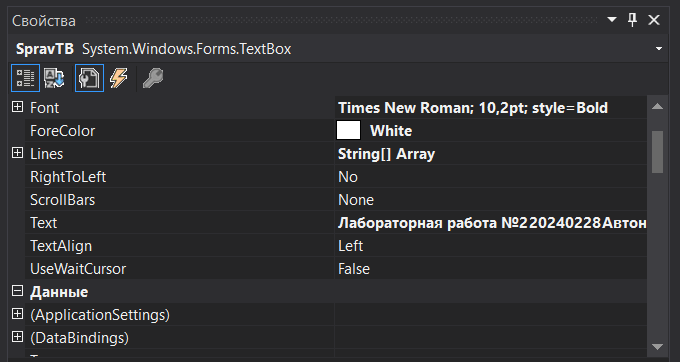 Свойства
SpravTB System.Windows.Forms.TextBox
Font Times New Roman; 10,2pt; style=Bold
ForeColor White
Lines String[] Array
RightToLeft No
ScrollBars None
Text Лабораторная работа №220240228Автон
TextAlign Left
UseWaitCursor False
Данные
(ApplicationSettings)
(DataBindings)